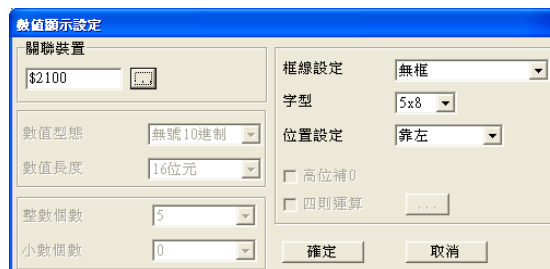 數值顯示設定
關聯裝置
$2100
...
數值型態
無號10進制
數值長度
16位元
整數個數
5
小數個數
0
框線設定
無框
字型
5x8
位置設定
靠左
高位補0
四則運算
...
確定
取消